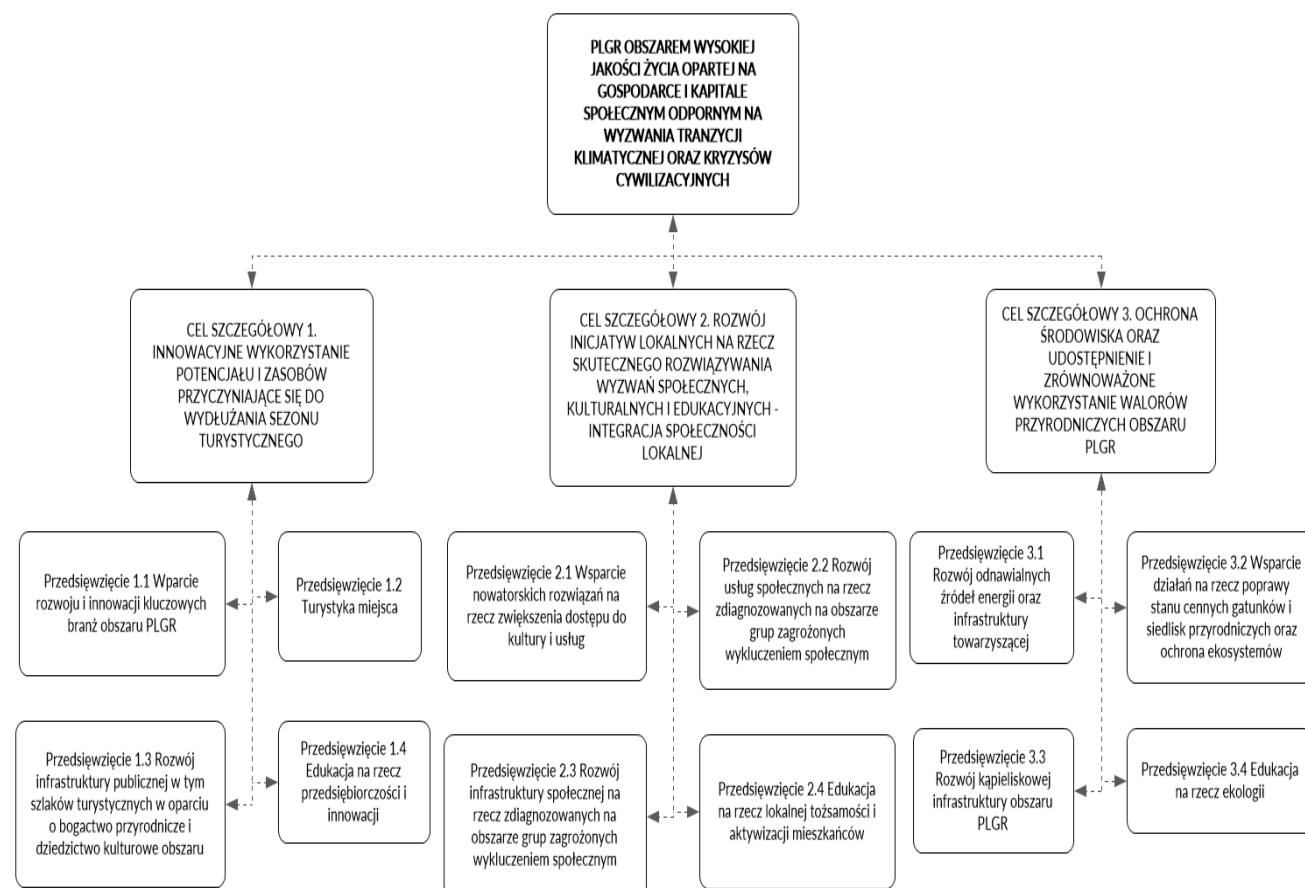 PLGR OBSZAREM WYSOKIEJ
JAKOŚCI ŻYCIA OPARTEJ NA
GOSPODARCE I KAPITALE
SPOŁECZNYM ODPORNYM NA
WYZWANIA TRANZYCJI
KLIMATYCZNEJ ORAZ KRYZYSÓW
CYWILIZACYJNYCH
CEL SZCZEGÓŁOWY 1.
INNOWACYJNE WYKORZYSTANIE
POTENCJAŁU I ZASOBÓW
PRZYCZYNIAJĄCE SIĘ DO
WYDŁUŻANIA SEZONU
TURYSTYCZNEGO
CEL SZCZEGÓŁOWY 2. ROZWÓJ
INICJATYW LOKALNYCH NA RZECZ
SKUTECZNEGO ROZWIĄZYWANIA
WYZWAŃ SPOŁECZNYCH,
KULTURALNYCH I EDUKACYJNYCH -
INTEGRACJA SPOŁECZNOŚCI
LOKALNEJ
CEL SZCZEGÓŁOWY 3. OCHRONA
ŚRODOWISKA ORAZ
UDOSTĘPNIENIE I
ZRÓWNOWAŻONE
WYKORZYSTANIE WALORÓW
PRZYRODNICZYCH OBSZARU
PLGR
Przedsięwzięcie 1.1 Wparcie
rozwoju i innowacji kluczowych
branż obszaru PLGR
Przedsięwzięcie 1.2
Turystyka miejsca
Przedsięwzięcie 2.1 Wsparcie
nowatorskich rozwiązań na
rzecz zwiększenia dostępu do
kultury i usług
Przedsięwzięcie 2.2 Rozwój
usług społecznych na rzecz
zdiagnozowanych na obszarze
grup zagrożonych
wykluczeniem społecznym
Przedsięwzięcie 3.1
Rozwój odnawialnych
źródeł energii oraz
infrastruktury
towarzyszącej
Przedsięwzięcie 3.2 Wsparcie
działań na rzecz poprawy
stanu cennych gatunków i
siedlisk przyrodniczych oraz
ochrona ekosystemów
Przedsięwzięcie 1.3 Rozwój
infrastruktury publicznej w tym
szlaków turystycznych w oparciu
o bogactwo przyrodnicze i
dziedzictwo kulturowe obszaru
Przedsięwzięcie 1.4
Edukacja na rzecz
przedsiębiorczości i
innowacji
Przedsięwzięcie 2.3 Rozwój
infrastruktury społecznej na
rzecz zdiagnozowanych na
obszarze grup zagrożonych
wykluczeniem społecznym
Przedsięwzięcie 2.4 Edukacja
na rzecz lokalnej tożsamości i
aktywizacji mieszkańców
Przedsięwzięcie 3.3
Rozwój kąpieliskowej
infrastruktury obszaru
PLGR
Przedsięwzięcie 3.4 Edukacja
na rzecz ekologii